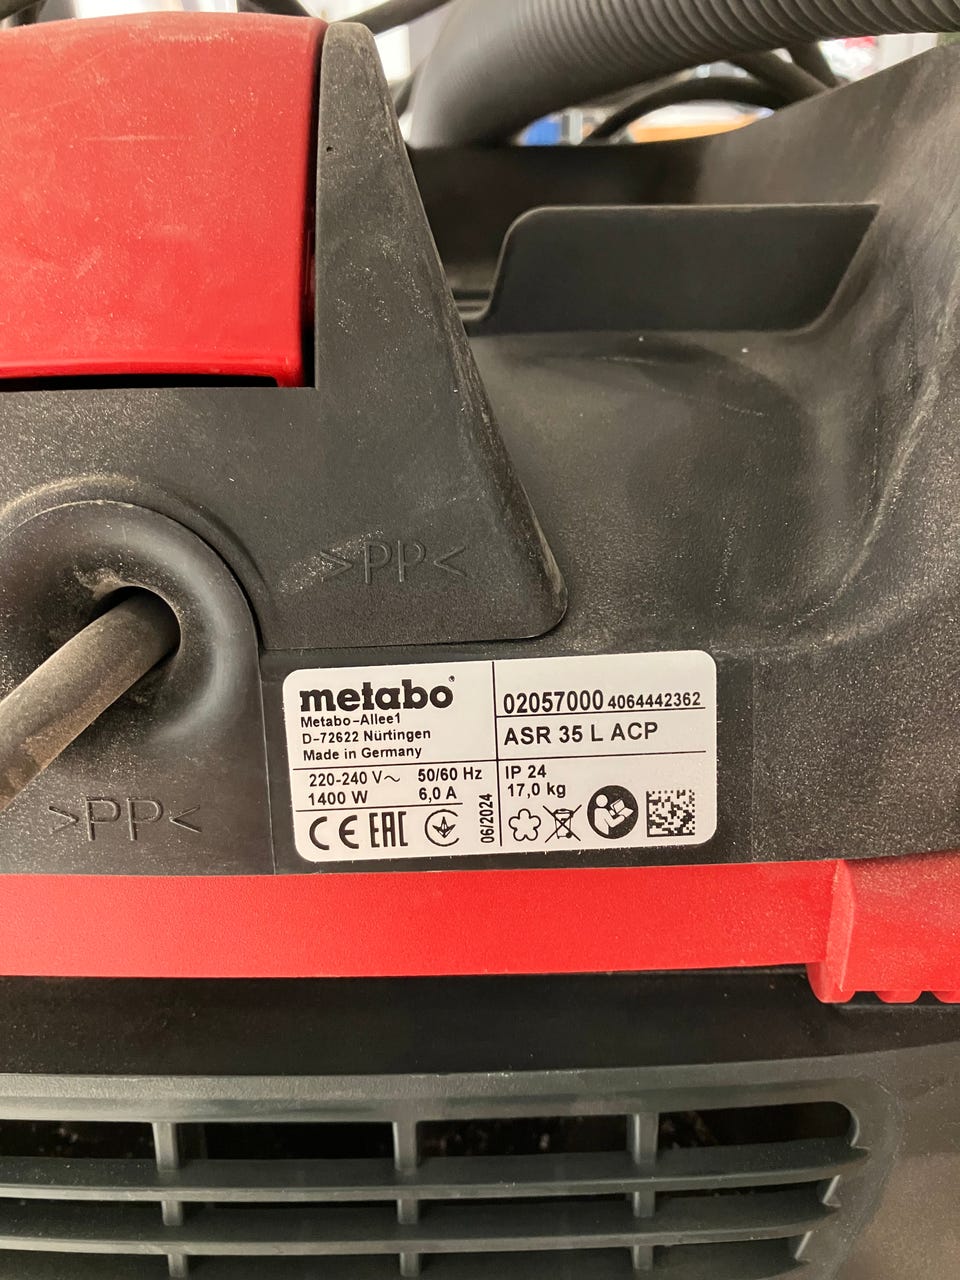 >PP<
>PP<
metabo®
Metabo-Allee1
D-72622 Nürtingen
Made in Germany
02057000 4064442362
ASR 35 L ACP
220-240 V~ 50/60 Hz
1400 W 6,0 A
IP 24
17,0 kg
CE EAC
06/2024